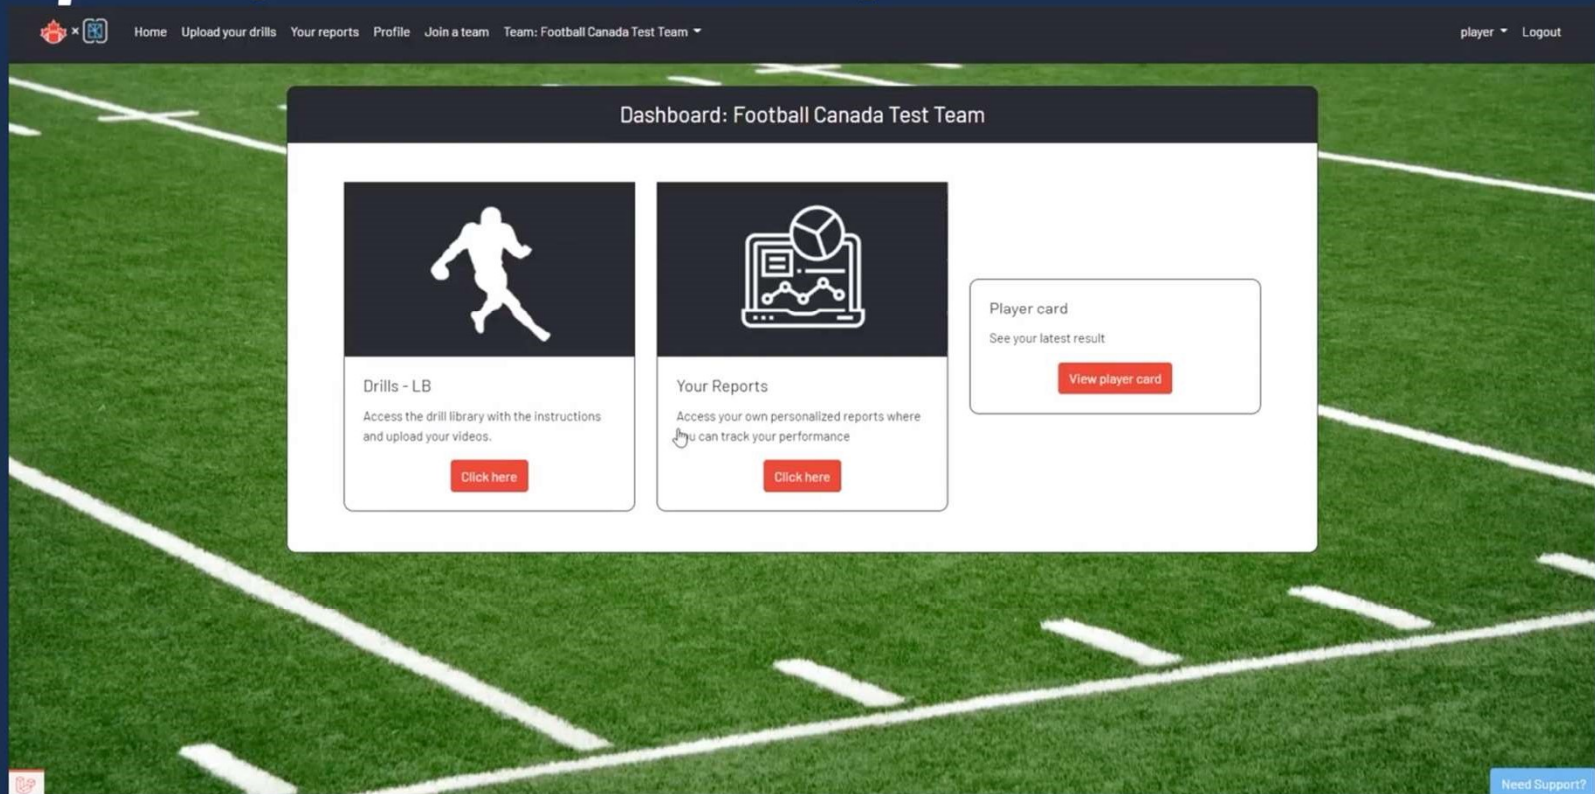 Home Upload your drills Your reports Profile Join a team Team: Football Canada Test Team
player Logout
Dashboard: Football Canada Test Team
Drills - LB
Access the drill library with the instructions
and upload your videos.
Click here
Your Reports
Access your own personalized reports where
can track your performance
Click here
Player card
See your latest result
View player card
Need Support?